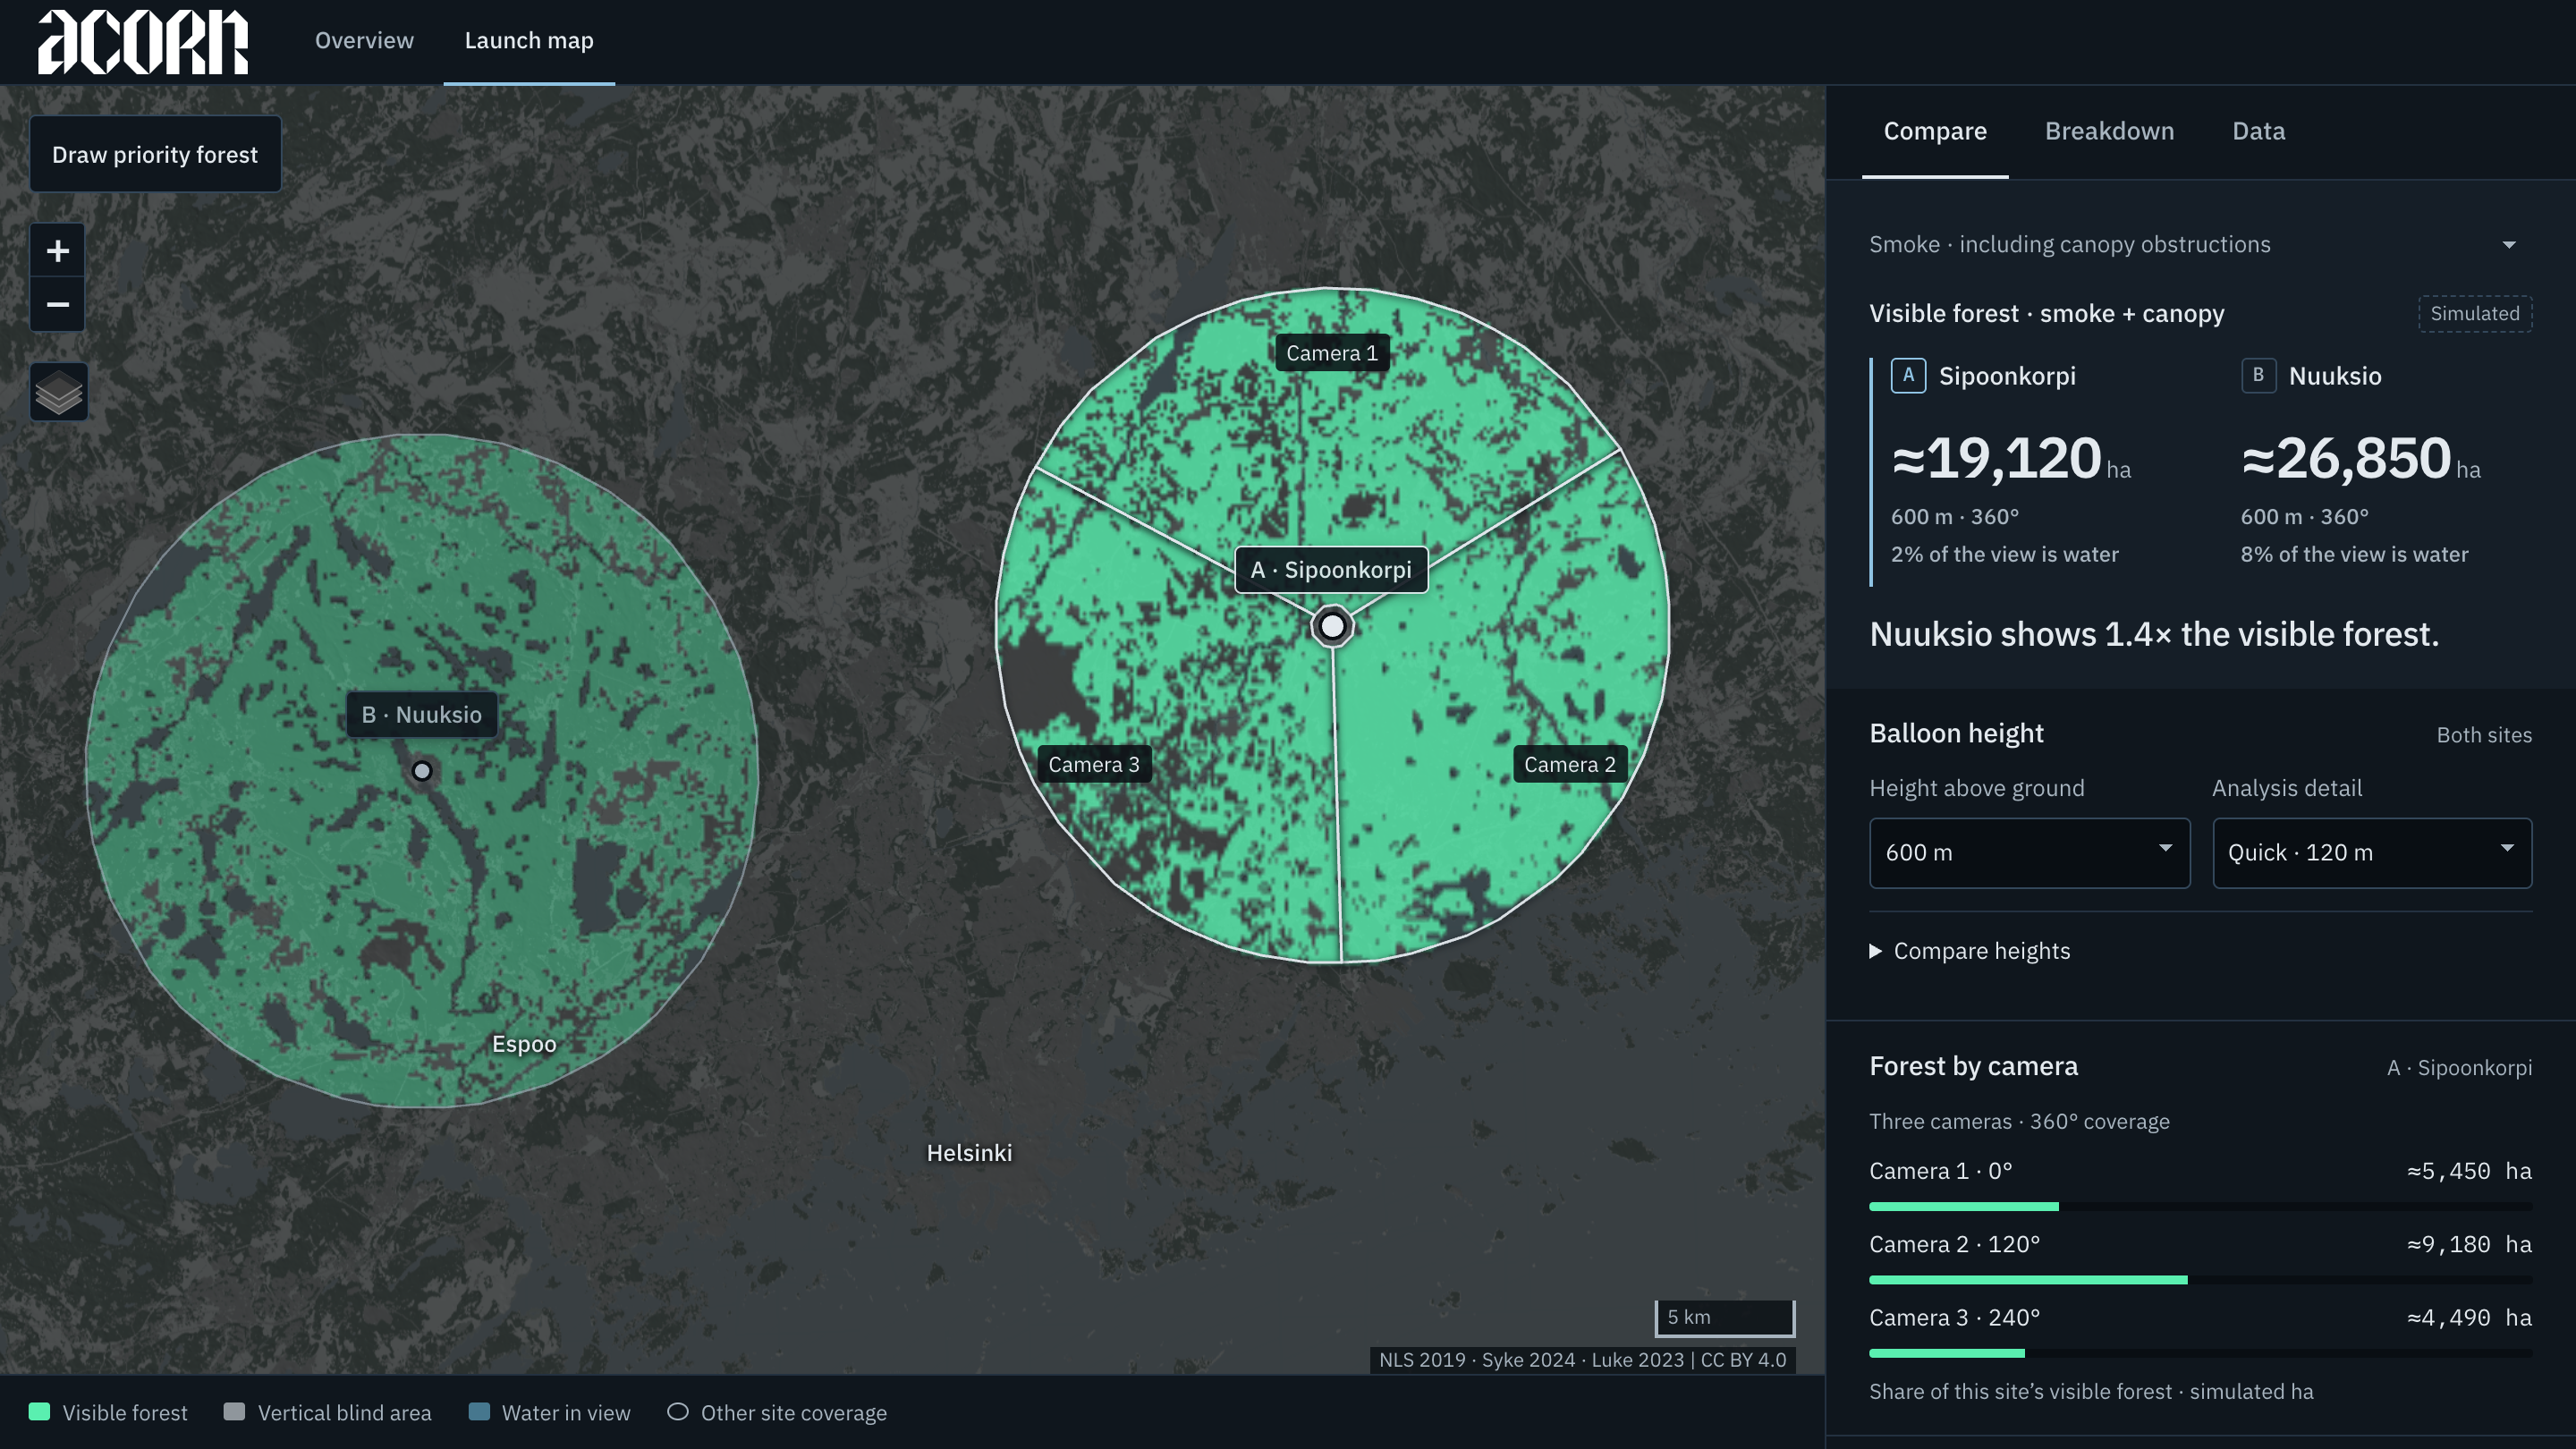 acorn
Overview
Launch map
Draw priority forest
+
−
Camera 1
A · Sipoonkorpi
Camera 3
Camera 2
B · Nuuksio
Espoo
Helsinki
5 km
NLS 2019 · Syke 2024 · Luke 2023 | CC BY 4.0
Visible forest
Vertical blind area
Water in view
Other site coverage
Compare
Breakdown
Data
Smoke · including canopy obstructions
Visible forest · smoke + canopy
Simulated
A Sipoonkorpi
≈19,120 ha
600 m · 360°
2% of the view is water
B Nuuksio
≈26,850 ha
600 m · 360°
8% of the view is water
Nuuksio shows 1.4× the visible forest.
Balloon height
Both sites
Height above ground
600 m
Analysis detail
Quick · 120 m
Compare heights
Forest by camera
A · Sipoonkorpi
Three cameras · 360° coverage
Camera 1 · 0° ≈5,450 ha
Camera 2 · 120° ≈9,180 ha
Camera 3 · 240° ≈4,490 ha
Share of this site’s visible forest · simulated ha